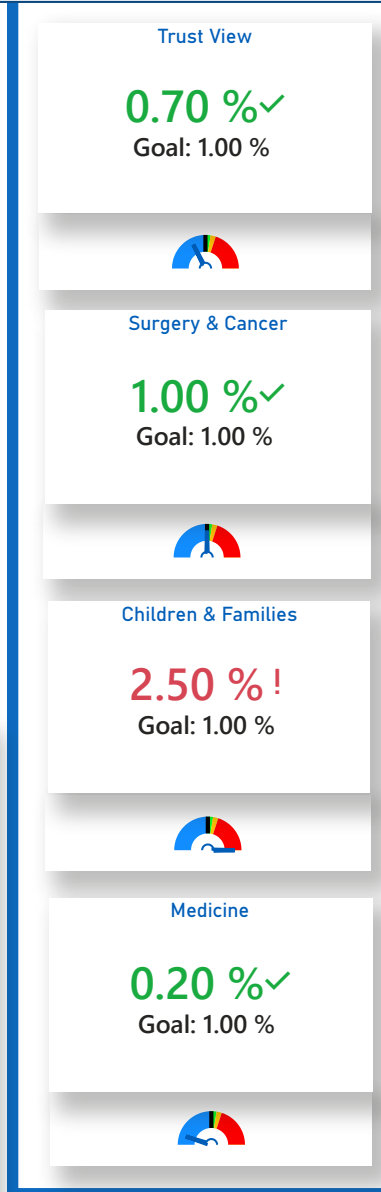 Trust View
0.70 %✓
Goal: 1.00 %
Surgery & Cancer
1.00 %✓
Goal: 1.00 %
Children & Families
2.50 % !
Goal: 1.00 %
Medicine
0.20 %✓
Goal: 1.00 %